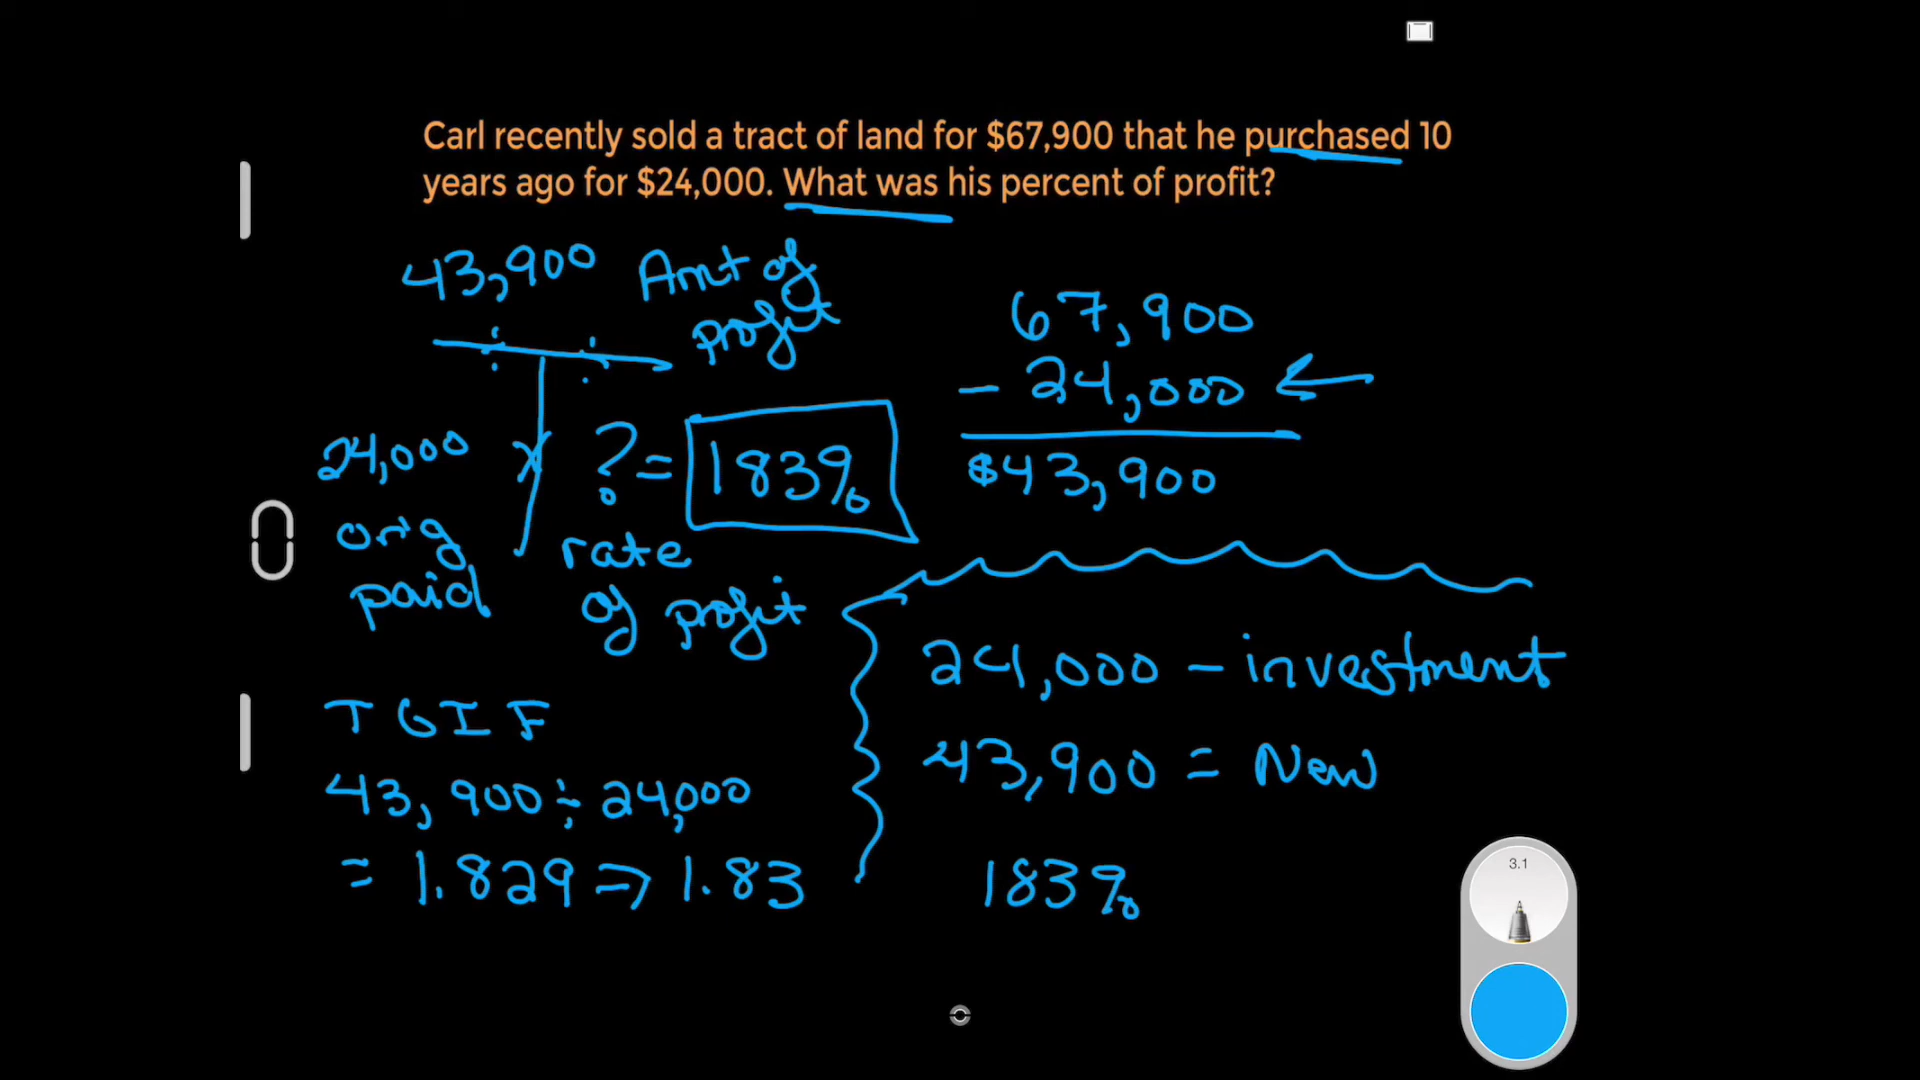 Carl recently sold a tract of land for $67,900 that he purchased 10
years ago for $24,000. What was his percent of profit?
43,900 Amt of
profit
67,900
- 24,000 ←
$43,900
24,000 x ? = 183%
orig
paid
rate
of profit
TGIF
43,900 ÷ 24,000
= 1.829 ⇒ 1.83
24,000 - investment
43,900 = New
183%
3.1